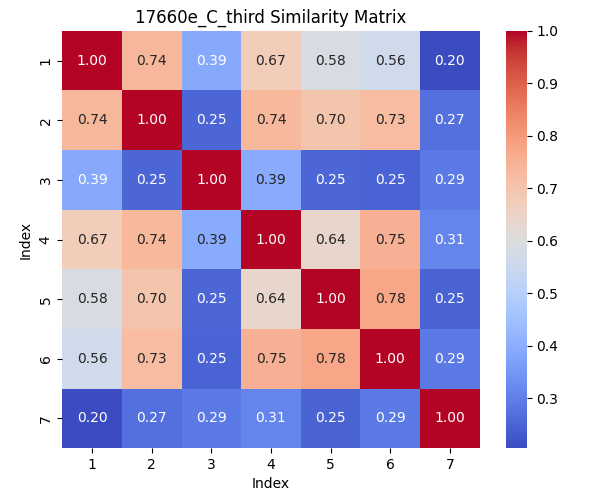 17660e_C_third Similarity Matrix
1 1.00 0.74 0.39 0.67 0.58 0.56 0.20
2 0.74 1.00 0.25 0.74 0.70 0.73 0.27
3 0.39 0.25 1.00 0.39 0.25 0.25 0.29
4 0.67 0.74 0.39 1.00 0.64 0.75 0.31
5 0.58 0.70 0.25 0.64 1.00 0.78 0.25
6 0.56 0.73 0.25 0.75 0.78 1.00 0.29
7 0.20 0.27 0.29 0.31 0.25 0.29 1.00
1 2 3 4 5 6 7
Index
Index
1.0
0.9
0.8
0.7
0.6
0.5
0.4
0.3